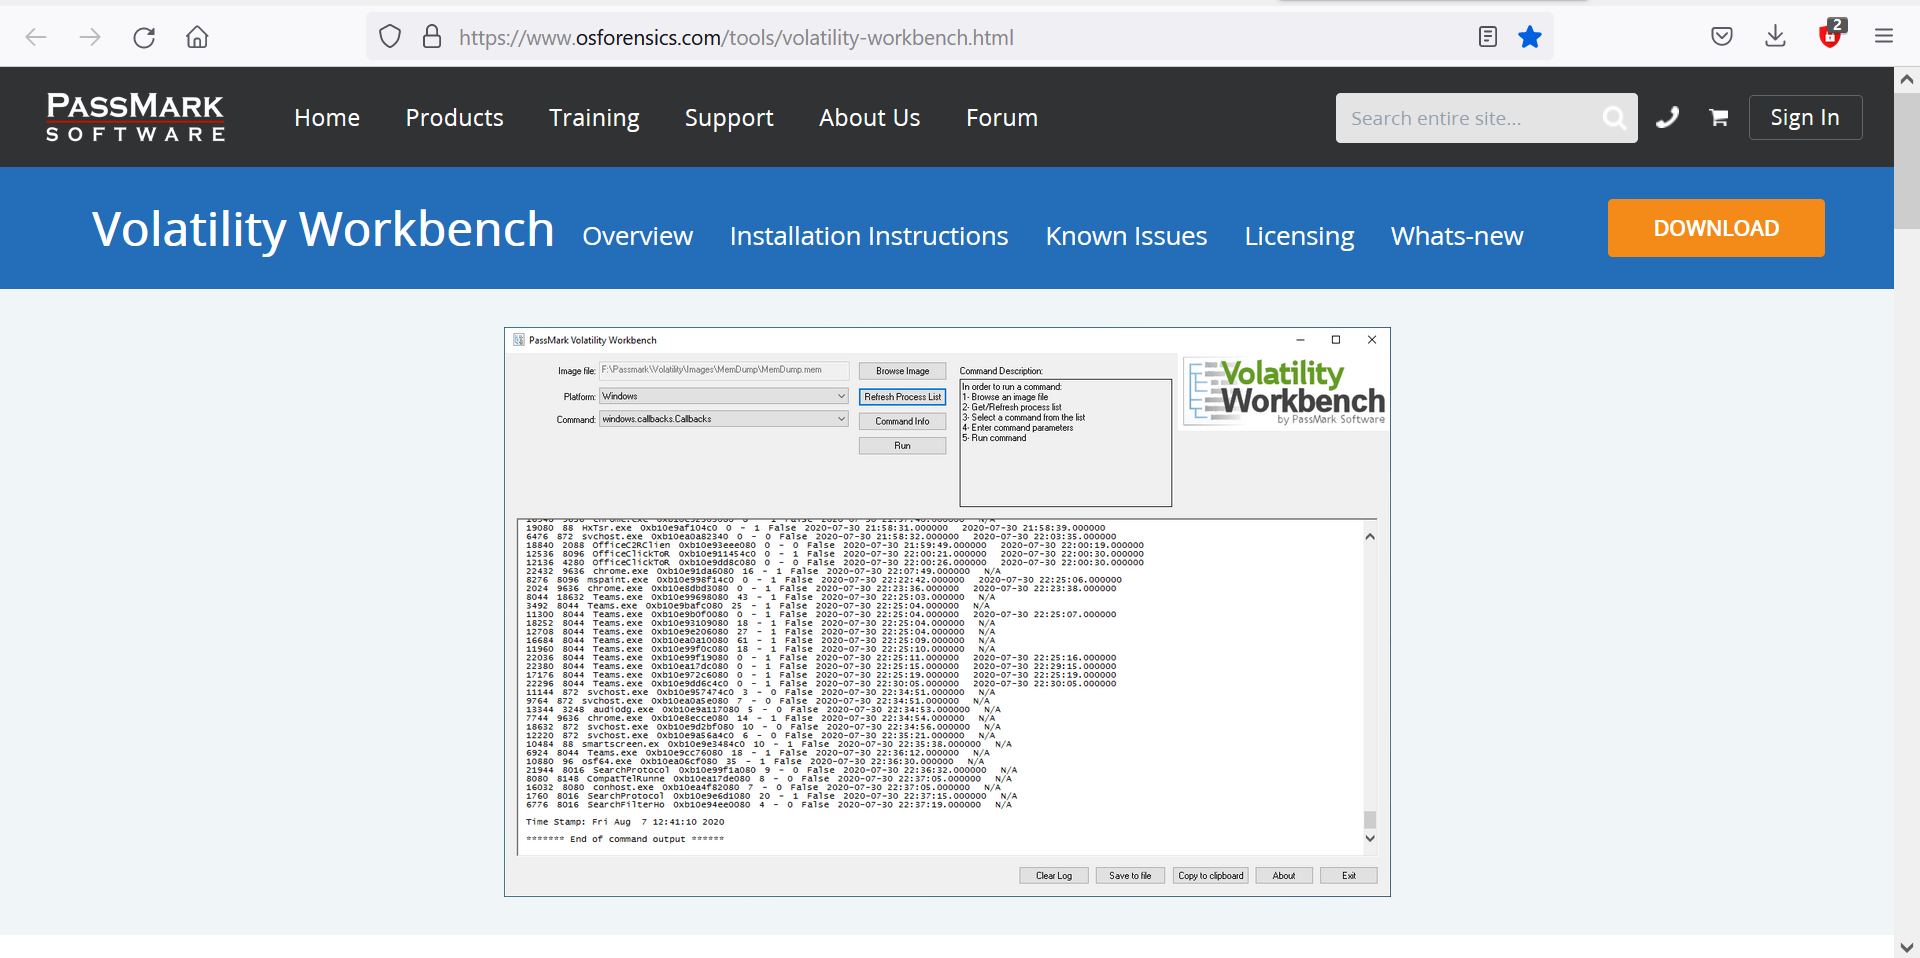 https://www.osforensics.com/tools/volatility-workbench.html
2
PASSMARK
SOFTWARE
Home Products Training Support About Us Forum
Search entire site...
Sign In
Volatility Workbench Overview Installation Instructions Known Issues Licensing Whats-new
DOWNLOAD
PassMark Volatility Workbench
Image file: F:\Passmark\Volatility\Images\MemDump\MemDump.mem
Browse Image
Platform: Windows
Refresh Process List
Command: windows.callbacks.Callbacks
Command Info
Run
Command Description:
In order to run a command:
1- Browse an image file
2- Get/Refresh process list
3- Select a command from the list
4- Enter command parameters
5- Run command
Volatility
Workbench
by PassMark Software
19080 88 HxTsr.exe 0xb10e9af104c0 0 - 1 False 2020-07-30 21:58:31.000000 2020-07-30 21:58:39.000000
6476 872 svchost.exe 0xb10ea0a82340 0 - 0 False 2020-07-30 21:58:32.000000 2020-07-30 22:03:35.000000
18840 2088 OfficeC2RClien 0xb10e93eee080 0 - 0 False 2020-07-30 21:59:49.000000 2020-07-30 22:00:19.000000
12536 8096 OfficeClickToR 0xb10e911454c0 0 - 1 False 2020-07-30 22:00:21.000000 2020-07-30 22:00:30.000000
12136 4280 OfficeClickToR 0xb10e9dd8c080 0 - 0 False 2020-07-30 22:00:26.000000 2020-07-30 22:00:30.000000
22432 9636 chrome.exe 0xb10e91da6080 16 - 1 False 2020-07-30 22:07:49.000000 N/A
8276 8096 mspaint.exe 0xb10e998f14c0 0 - 1 False 2020-07-30 22:22:42.000000 2020-07-30 22:25:06.000000
2024 9636 chrome.exe 0xb10e8dbd3080 0 - 1 False 2020-07-30 22:23:36.000000 2020-07-30 22:23:38.000000
8044 18632 Teams.exe 0xb10e99698080 43 - 1 False 2020-07-30 22:25:03.000000 N/A
3492 8044 Teams.exe 0xb10e9bafc080 25 - 1 False 2020-07-30 22:25:04.000000 N/A
11300 8044 Teams.exe 0xb10e9b0f0080 0 - 1 False 2020-07-30 22:25:04.000000 2020-07-30 22:25:07.000000
18252 8044 Teams.exe 0xb10e93109080 18 - 1 False 2020-07-30 22:25:04.000000 N/A
12708 8044 Teams.exe 0xb10e9e206080 27 - 1 False 2020-07-30 22:25:04.000000 N/A
16684 8044 Teams.exe 0xb10ea0a10080 61 - 1 False 2020-07-30 22:25:09.000000 N/A
11960 8044 Teams.exe 0xb10e99f0c080 18 - 1 False 2020-07-30 22:25:10.000000 N/A
22036 8044 Teams.exe 0xb10e99f19080 0 - 1 False 2020-07-30 22:25:11.000000 2020-07-30 22:25:16.000000
22380 8044 Teams.exe 0xb10ea17dc080 0 - 1 False 2020-07-30 22:25:15.000000 2020-07-30 22:29:15.000000
17176 8044 Teams.exe 0xb10e972c6080 0 - 1 False 2020-07-30 22:25:19.000000 2020-07-30 22:25:19.000000
22296 8044 Teams.exe 0xb10e9dd6c4c0 0 - 1 False 2020-07-30 22:30:05.000000 2020-07-30 22:30:05.000000
11144 872 svchost.exe 0xb10e957474c0 3 - 0 False 2020-07-30 22:34:51.000000 N/A
9764 872 svchost.exe 0xb10ea0a5e080 7 - 0 False 2020-07-30 22:34:51.000000 N/A
13344 3248 audiodg.exe 0xb10e9a117080 5 - 0 False 2020-07-30 22:34:53.000000 N/A
7744 9636 chrome.exe 0xb10e8ecce080 14 - 1 False 2020-07-30 22:34:54.000000 N/A
18632 872 svchost.exe 0xb10e9d2bf080 10 - 0 False 2020-07-30 22:34:56.000000 N/A
12220 872 svchost.exe 0xb10e9a56a4c0 6 - 0 False 2020-07-30 22:35:21.000000 N/A
10484 88 smartscreen.ex 0xb10e9e3484c0 10 - 1 False 2020-07-30 22:35:38.000000 N/A
6924 8044 Teams.exe 0xb10e9cc76080 18 - 1 False 2020-07-30 22:36:12.000000 N/A
10880 96 osf64.exe 0xb10ea06cf080 35 - 1 False 2020-07-30 22:36:30.000000 N/A
21944 8016 SearchProtocol 0xb10e99f1a080 9 - 0 False 2020-07-30 22:36:32.000000 N/A
8080 8148 CompatTelRunne 0xb10ea17de080 8 - 0 False 2020-07-30 22:37:05.000000 N/A
16032 8080 conhost.exe 0xb10ea4f82080 7 - 0 False 2020-07-30 22:37:05.000000 N/A
1760 8016 SearchProtocol 0xb10e9e6d1080 20 - 1 False 2020-07-30 22:37:15.000000 N/A
6776 8016 SearchFilterHo 0xb10e94ee0080 4 - 0 False 2020-07-30 22:37:19.000000 N/A
Time Stamp: Fri Aug 7 12:41:10 2020
******* End of command output ******
Clear Log Save to file Copy to clipboard About Exit